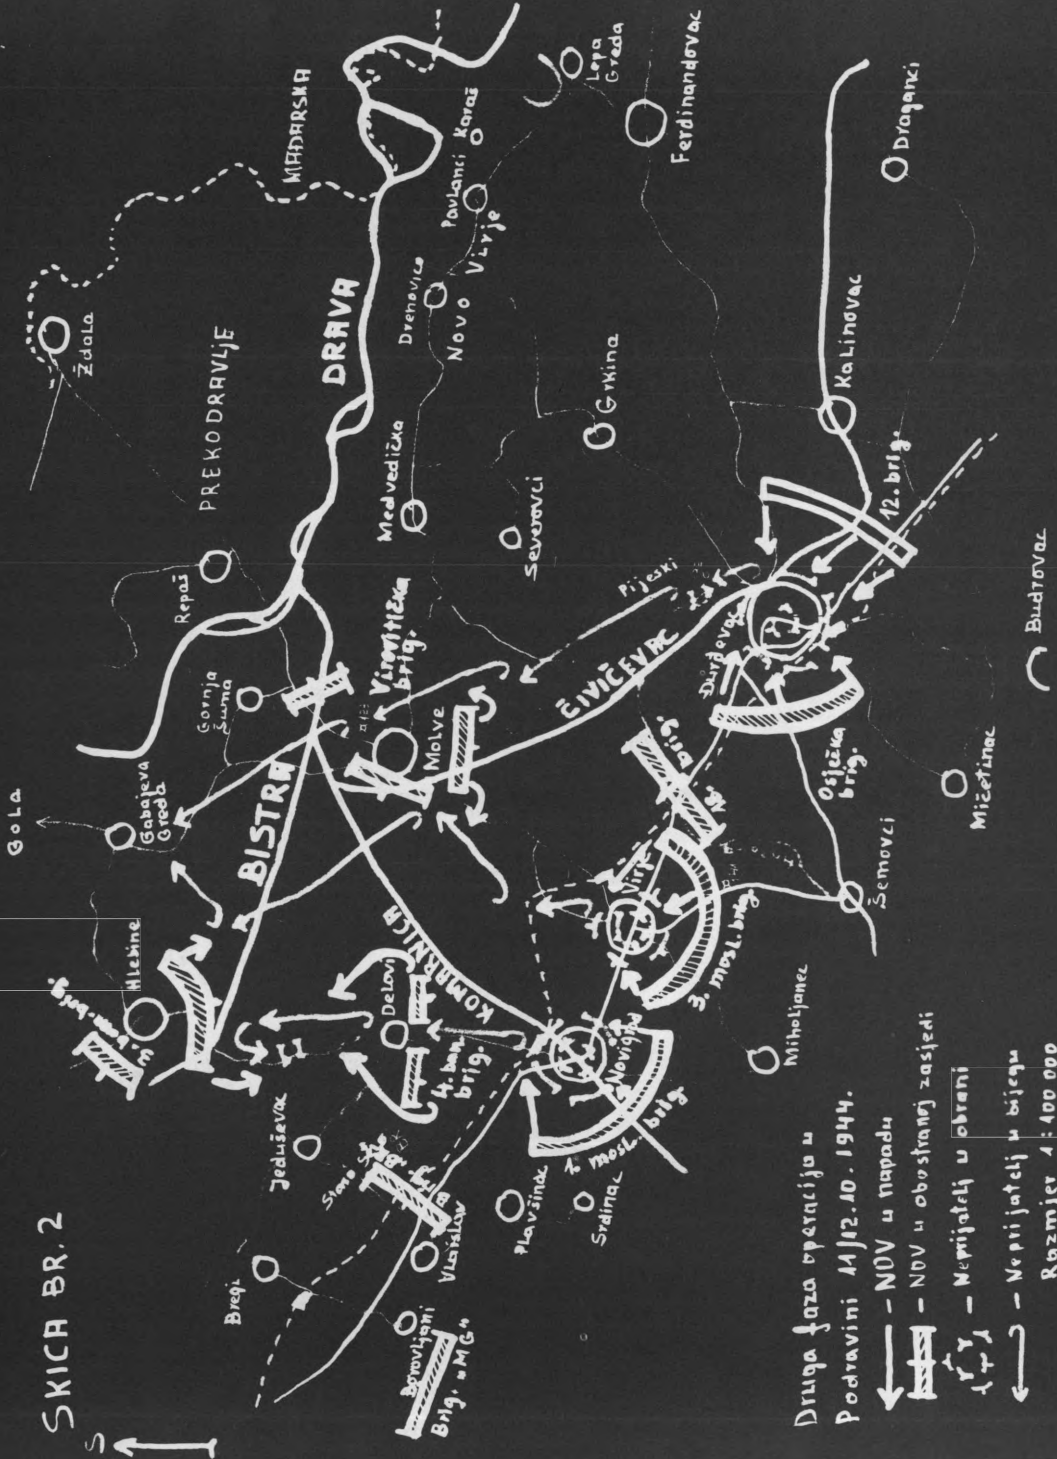 SKICA BR. 2
S
GOLA
Ždala
MAĐARSKA
PREKODRAVLJE
DRAVA
Repaš
Gornja
Šuma
Gabajeva
Greda
Hlebine
BISTRA
Virovitička
brig.
Molve
Medvedička
Drenovica
NOVO
Virje
Pavlanci
Karaš
Lepa
Greda
Ferdinandovac
Severovci
Grkina
Pijeski
ČIVIČEVAC
KOMARNICA
Delovi
4. ban.
brig.
Jeduševac
Bregi
Borovljani
Brig. "MG"
Vlaislav
Plavšinac
Srdinac
Novigrad
mosl. brig.
Virje
3. mosl. brig.
brig.
Đurđevac
Osječka
brig.
12. brig.
Kalinovac
Draganci
Budrovac
Mičetinac
Šemovci
Miholjanec
Druga faza operacija u
Podravini 11/12. 10. 1944.
- NOV u napadu
- NOV u obostranoj zasjedi
- Neprijatelj u obrani
- Neprijatelj u bijegu
Razmjer 1 : 100 000